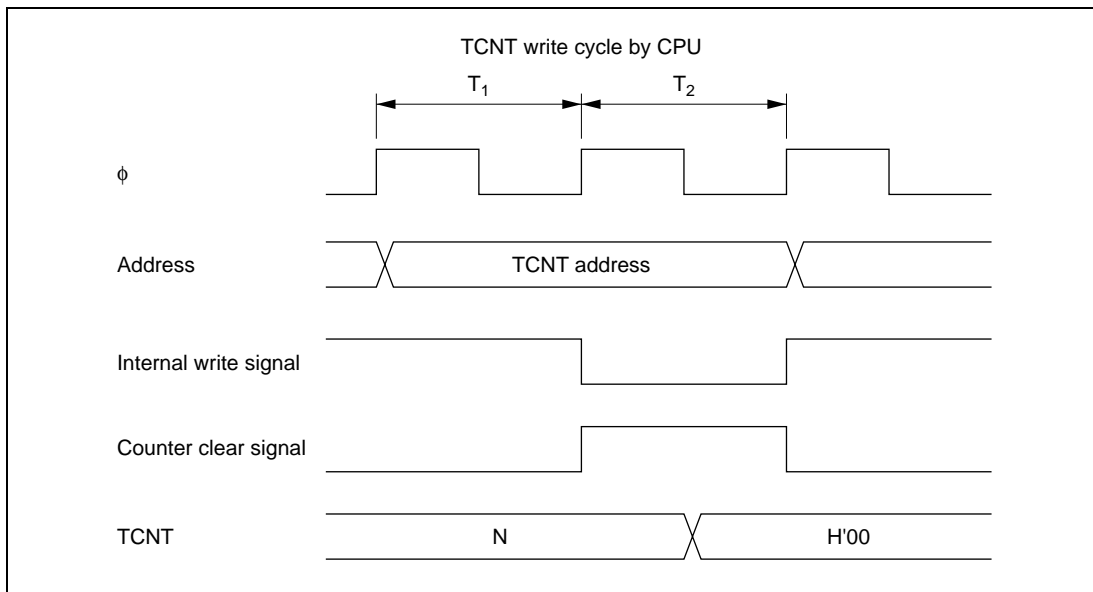 TCNT write cycle by CPU
T₁ T₂
ϕ
Address TCNT address
Internal write signal
Counter clear signal
TCNT N H'00